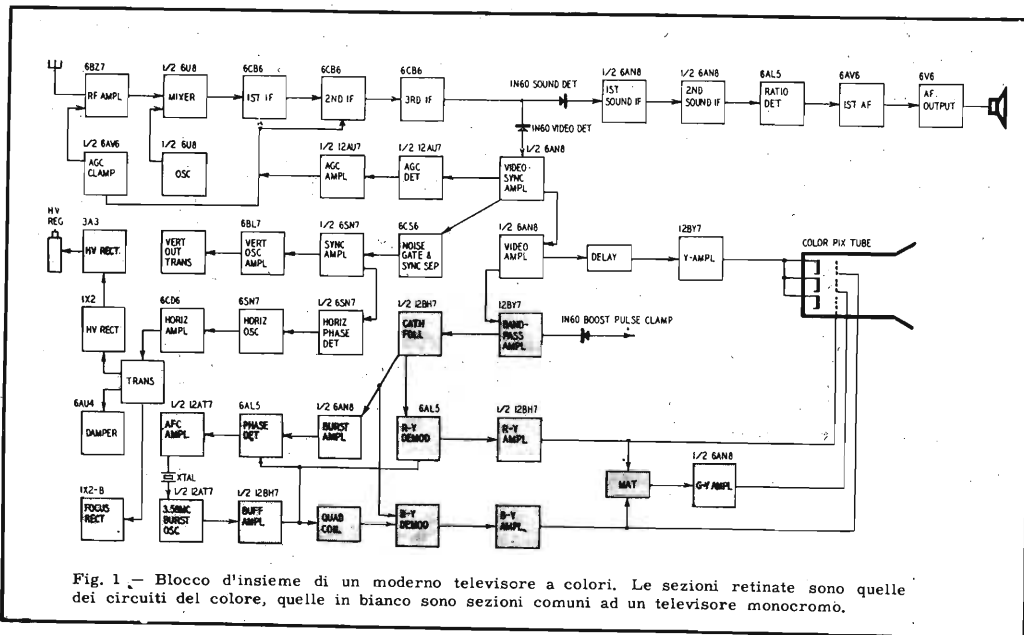 6BZ7
RF AMPL
1/2 6U8
MIXER
6CB6
1ST IF
6CB6
2ND IF
6CB6
3RD IF
IN60 SOUND DET
1/2 6AN8
1ST
SOUND IF
1/2 6AN8
2ND
SOUND IF
6AL5
RATIO
DET
6AV6
1ST AF
6V6
AF
OUTPUT
IN60 VIDEO DET
1/2 6AV6
AGC
CLAMP
1/2 6U8
OSC
1/2 12AU7
AGC
AMPL
1/2 12AU7
AGC
DET
1/2 6AN8
VIDEO-
SYNC
AMPL
HV
REG
3A3
HV RECT.
VERT
OUT
TRANS
6BL7
VERT
OSC
AMPL
1/2 6SN7
SYNC
AMPL
6CS6
NOISE
GATE &
SYNC SEP
1/2 6AN8
VIDEO
AMPL
DELAY
12BY7
Y-AMPL
COLOR PIX TUBE
1X2
HV RECT
6CD6
HORIZ
AMPL
6SN7
HORIZ
OSC
1/2 6SN7
HORIZ
PHASE
DET
1/2 12BH7
CATH
FOLL
12BY7
BAND-
PASS
AMPL
IN60 BOOST PULSE CLAMP
TRANS
6AU4
DAMPER
1/2 12AT7
AFC
AMPL
6AL5
PHASE
DET
1/2 6AN8
BURST
AMPL
6AL5
R-Y
DEMOD
1/2 12BH7
R-Y
AMPL
MAT
1/2 6AN8
G-Y AMPL
XTAL
1X2-B
FOCUS
RECT
1/2 12AT7
3.58MC
BURST
OSC
1/2 12BH7
BUFF
AMPL
QUAD
COIL
B-Y
DEMOD
B-Y
AMPL
Fig. 1 — Blocco d'insieme di un moderno televisore a colori. Le sezioni retinate sono quelle
dei circuiti del colore, quelle in bianco sono sezioni comuni ad un televisore monocromo.